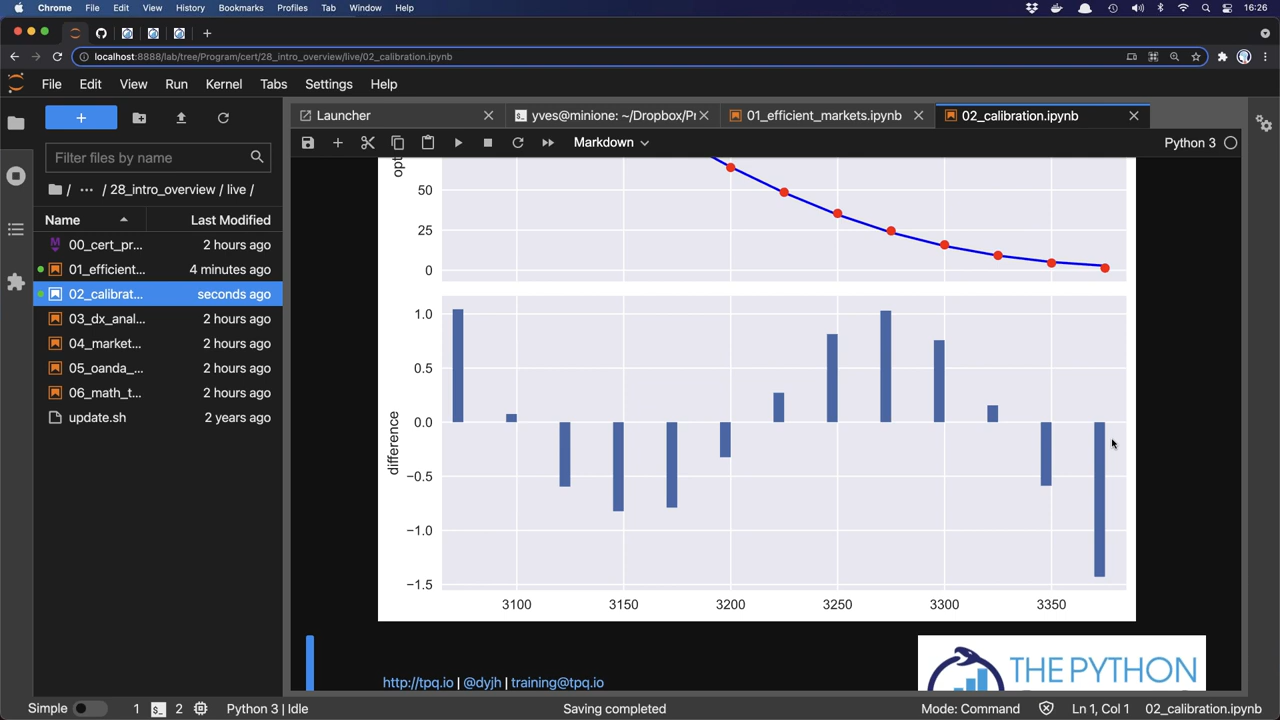 Chrome File Edit View History Bookmarks Profiles Tab Window Help 16:26
localhost:8888/lab/tree/Program/cert/28_intro_overview/live/02_calibration.ipynb
File Edit View Run Kernel Tabs Settings Help
Launcher
yves@minione: ~/Dropbox/Pr
01_efficient_markets.ipynb
02_calibration.ipynb
Filter files by name
Markdown
Python 3
/ ··· / 28_intro_overview / live /
Name Last Modified
00_cert_pr... 2 hours ago
01_efficient... 4 minutes ago
02_calibrat... seconds ago
03_dx_anal... 2 hours ago
04_market... 2 hours ago
05_oanda_... 2 hours ago
06_math_t... 2 hours ago
update.sh 2 years ago
opt
50
25
0
difference
1.0
0.5
0.0
−0.5
−1.0
−1.5
3100 3150 3200 3250 3300 3350
THE PYTHON
http://tpq.io | @dyjh | training@tpq.io
Simple 1 2 Python 3 | Idle Saving completed Mode: Command Ln 1, Col 1 02_calibration.ipynb